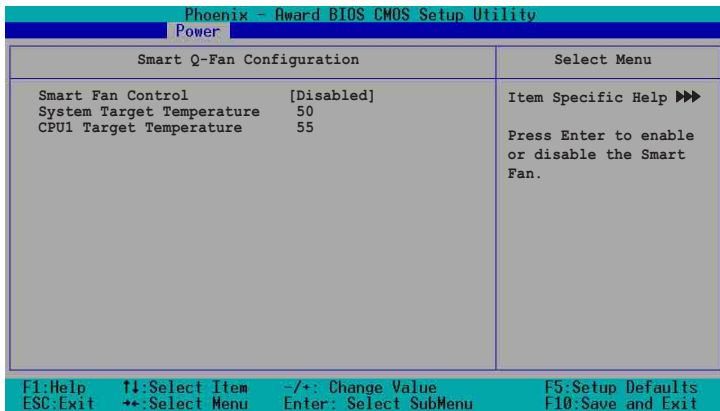 Phoenix - Award BIOS CMOS Setup Utility
Power
Smart Q-Fan Configuration
Select Menu
Smart Fan Control [Disabled]
System Target Temperature 50
CPU1 Target Temperature 55
Item Specific Help ▶▶▶
Press Enter to enable
or disable the Smart
Fan.
F1:Help ↑↓:Select Item -/+: Change Value F5:Setup Defaults
ESC:Exit →←:Select Menu Enter: Select SubMenu F10:Save and Exit